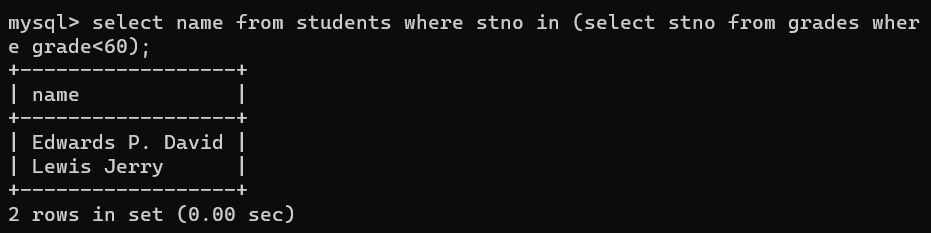 mysql> select name from students where stno in (select stno from grades wher
e grade<60);
+------------------+
| name             |
+------------------+
| Edwards P. David |
| Lewis Jerry      |
+------------------+
2 rows in set (0.00 sec)